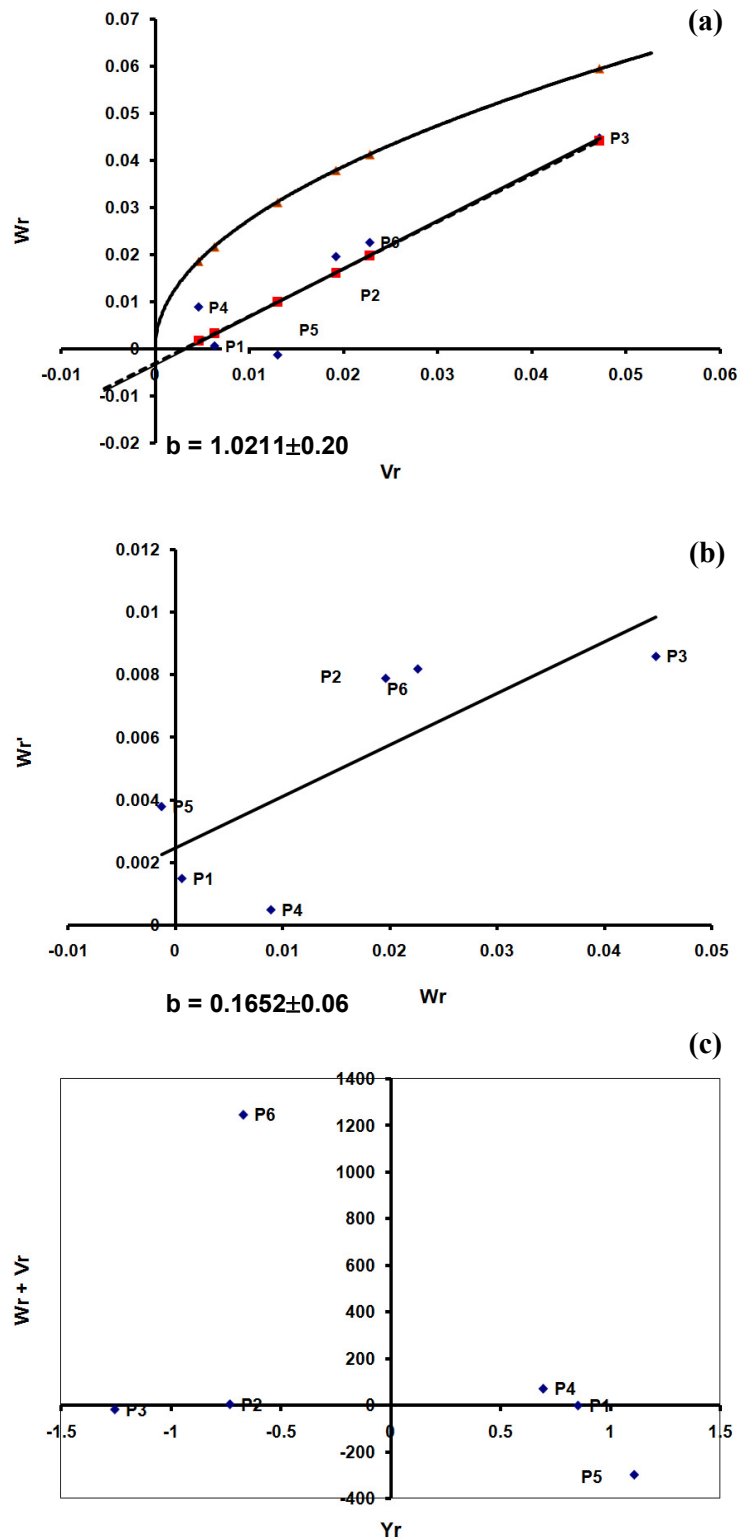 (a)
0.07
0.06
0.05
0.04
0.03
0.02
0.01
0
-0.01
-0.02
Wr
P3
P6
P2
P4
P5
P1
-0.01
0
0.01
0.02
0.03
0.04
0.05
0.06
b = 1.0211±0.20
Vr
(b)
0.012
0.01
0.008
0.006
0.004
0.002
0
Wr'
P3
P2
P6
P5
P1
P4
-0.01
0
0.01
0.02
0.03
0.04
0.05
b = 0.1652±0.06
Wr
(c)
1400
1200
1000
800
600
400
200
0
-200
-400
Wr + Vr
P6
P4
P3
P2
P1
P5
-1.5
-1
-0.5
0
0.5
1
1.5
Yr